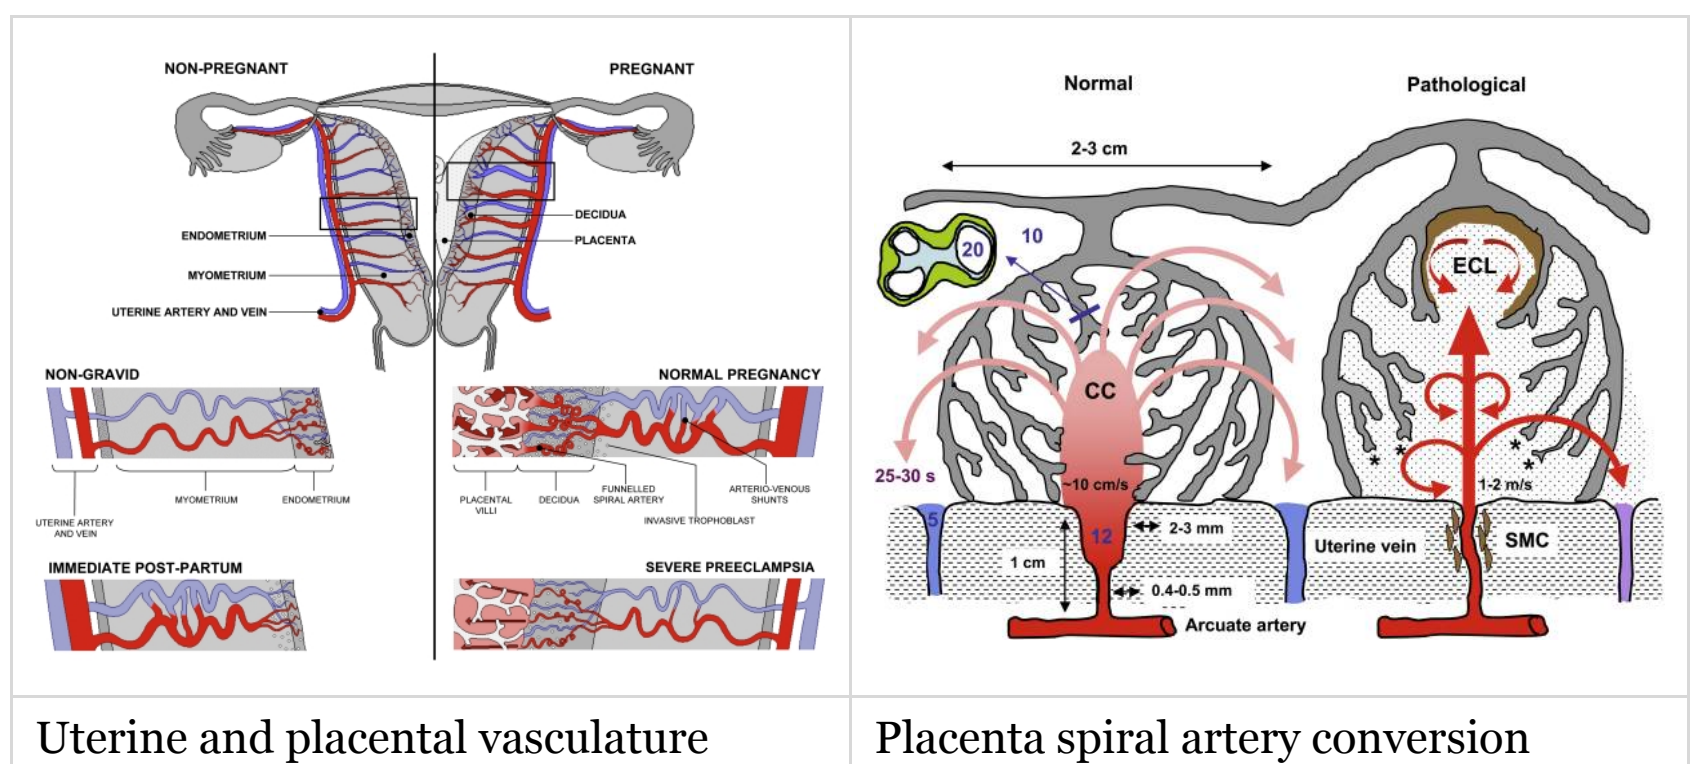 NON-PREGNANT
PREGNANT
DECIDUA
PLACENTA
ENDOMETRIUM
MYOMETRIUM
UTERINE ARTERY AND VEIN
NON-GRAVID
MYOMETRIUM
ENDOMETRIUM
UTERINE ARTERY
AND VEIN
NORMAL PREGNANCY
PLACENTAL
VILLI
DECIDUA
FUNNELLED
SPIRAL ARTERY
INVASIVE TROPHOBLAST
ARTERIO-VENOUS
SHUNTS
IMMEDIATE POST-PARTUM
SEVERE PREECLAMPSIA
Uterine and placental vasculature
Normal
Pathological
2-3 cm
20
10
ECL
CC
25-30 s
~10 cm/s
* * * *
1-2 m/s
5
12
2-3 mm
Uterine vein
SMC
1 cm
0.4-0.5 mm
Arcuate artery
Placenta spiral artery conversion